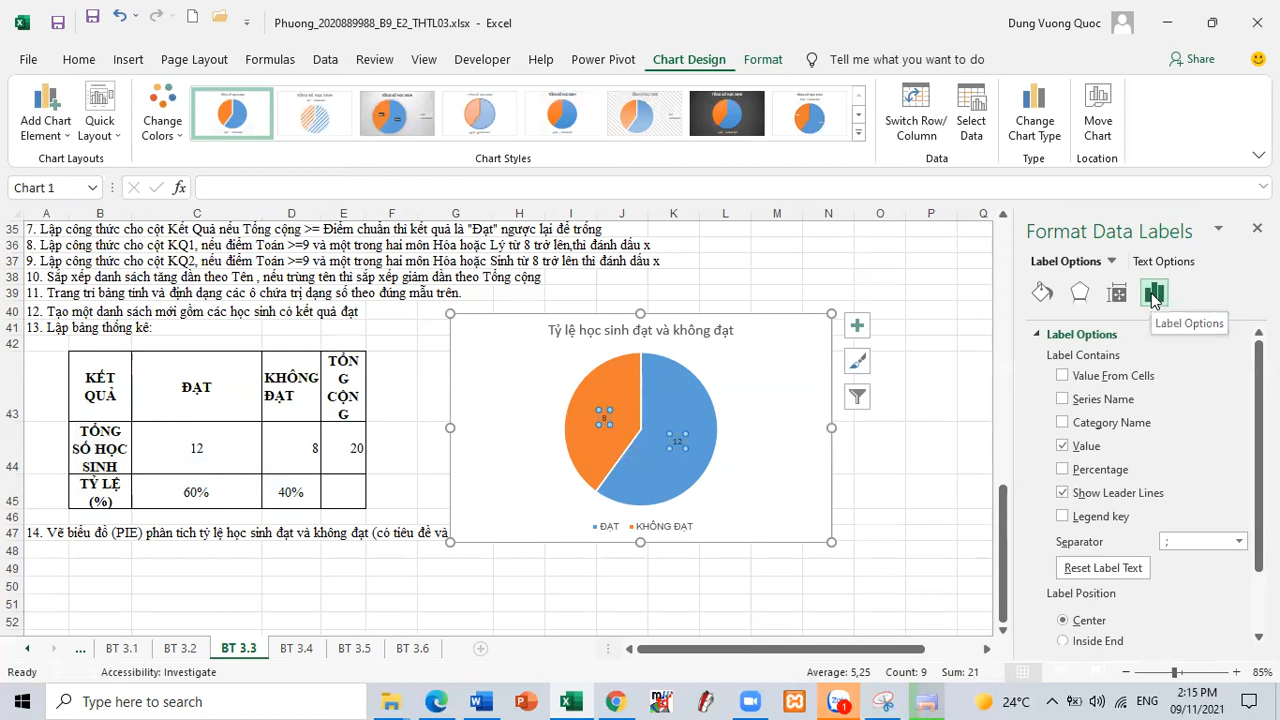 Phuong_2020889988_B9_E2_THTL03.xlsx - Excel
Dung Vuong Quoc
File Home Insert Page Layout Formulas Data Review View Developer Help Power Pivot Chart Design Format Tell me what you want to do Share
Add Chart Element
Quick Layout
Change Colors
Switch Row/ Column
Select Data
Change Chart Type
Move Chart
Chart Layouts Chart Styles Data Type Location
Chart 1 fx
A B C D E F G H I J K L M N O P Q
35 7. Lập công thức cho cột Kết Quả nếu Tổng cộng >= Điểm chuẩn thì kết quả là "Đạt" ngược lại để trống
36 8. Lập công thức cho cột KQ1, nếu điểm Toán >=9 và một trong hai môn Hóa hoặc Lý từ 8 trở lên,thì đánh dấu x
37 9. Lập công thức cho cột KQ2, nếu điểm Toán >=9 và một trong hai môn Hóa hoặc Sinh từ 8 trở lên thì đánh dấu x
38 10. Sắp xếp danh sách tăng dần theo Tên , nếu trùng tên thì sắp xếp giảm dần theo Tổng cộng
39 11. Trang trí bảng tính và định dạng các ô chứa trị dạng số theo đúng mẫu trên.
40 12. Tạo một danh sách mới gồm các học sinh có kết quả đạt
41 13. Lập bảng thống kê:
42
43 KẾT QUẢ ĐẠT KHÔNG ĐẠT TỔNG CỘNG
44 TỔNG SỐ HỌC SINH 12 8 20
45 TỶ LỆ (%) 60% 40%
46
47 14. Vẽ biểu đồ (PIE) phân tích tỷ lệ học sinh đạt và không đạt (có tiêu đề và
48
49
50
51
52
Tỷ lệ học sinh đạt và không đạt
8
12
ĐẠT KHÔNG ĐẠT
Format Data Labels
Label Options Text Options
Label Options
Label Options
Label Contains
Value From Cells
Series Name
Category Name
Value
Percentage
Show Leader Lines
Legend key
Separator ;
Reset Label Text
Label Position
Center
Inside End
... BT 3.1 BT 3.2 BT 3.3 BT 3.4 BT 3.5 BT 3.6
Ready Accessibility: Investigate Average: 5,25 Count: 9 Sum: 21 85%
Type here to search 24°C ENG 2:15 PM
09/11/2021